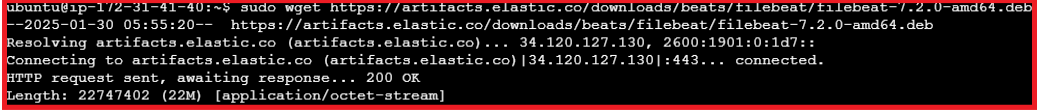 ubuntu@ip-172-31-41-40:~$ sudo wget https://artifacts.elastic.co/downloads/beats/filebeat/filebeat-7.2.0-amd64.deb
--2025-01-30 05:55:20--  https://artifacts.elastic.co/downloads/beats/filebeat/filebeat-7.2.0-amd64.deb
Resolving artifacts.elastic.co (artifacts.elastic.co)... 34.120.127.130, 2600:1901:0:1d7::
Connecting to artifacts.elastic.co (artifacts.elastic.co)|34.120.127.130|:443... connected.
HTTP request sent, awaiting response... 200 OK
Length: 22747402 (22M) [application/octet-stream]